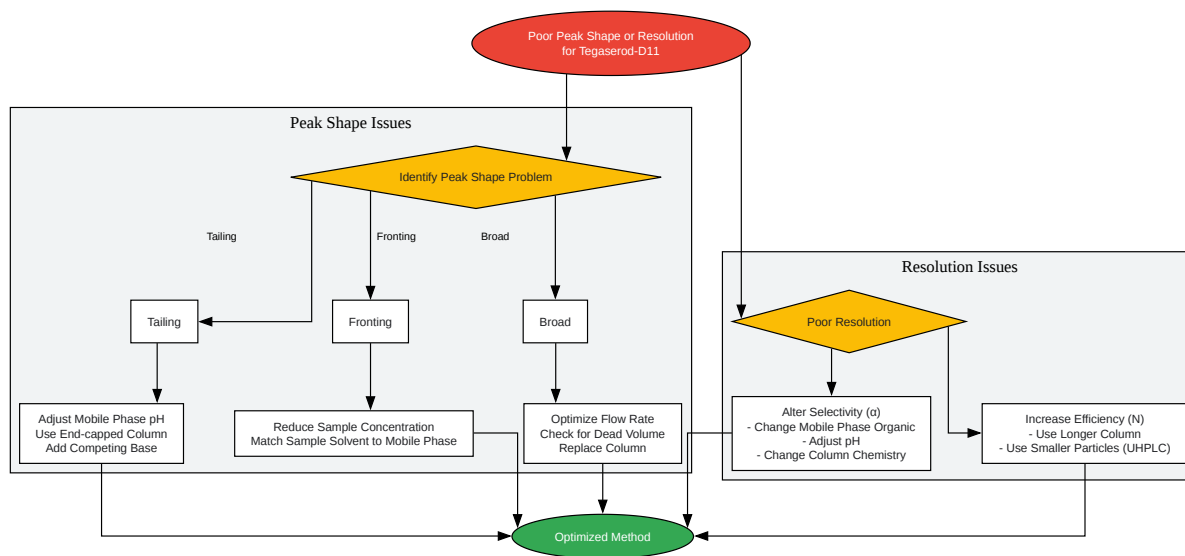 Poor Peak Shape or Resolution
for Tegaserod-D11
Peak Shape Issues
Identify Peak Shape Problem
Tailing
Fronting
Broad
Tailing
Fronting
Broad
Adjust Mobile Phase pH
Use End-capped Column
Add Competing Base
Reduce Sample Concentration
Match Sample Solvent to Mobile Phase
Optimize Flow Rate
Check for Dead Volume
Replace Column
Resolution Issues
Poor Resolution
Alter Selectivity (α)
- Change Mobile Phase Organic
- Adjust pH
- Change Column Chemistry
Increase Efficiency (N)
- Use Longer Column
- Use Smaller Particles (UHPLC)
Optimized Method